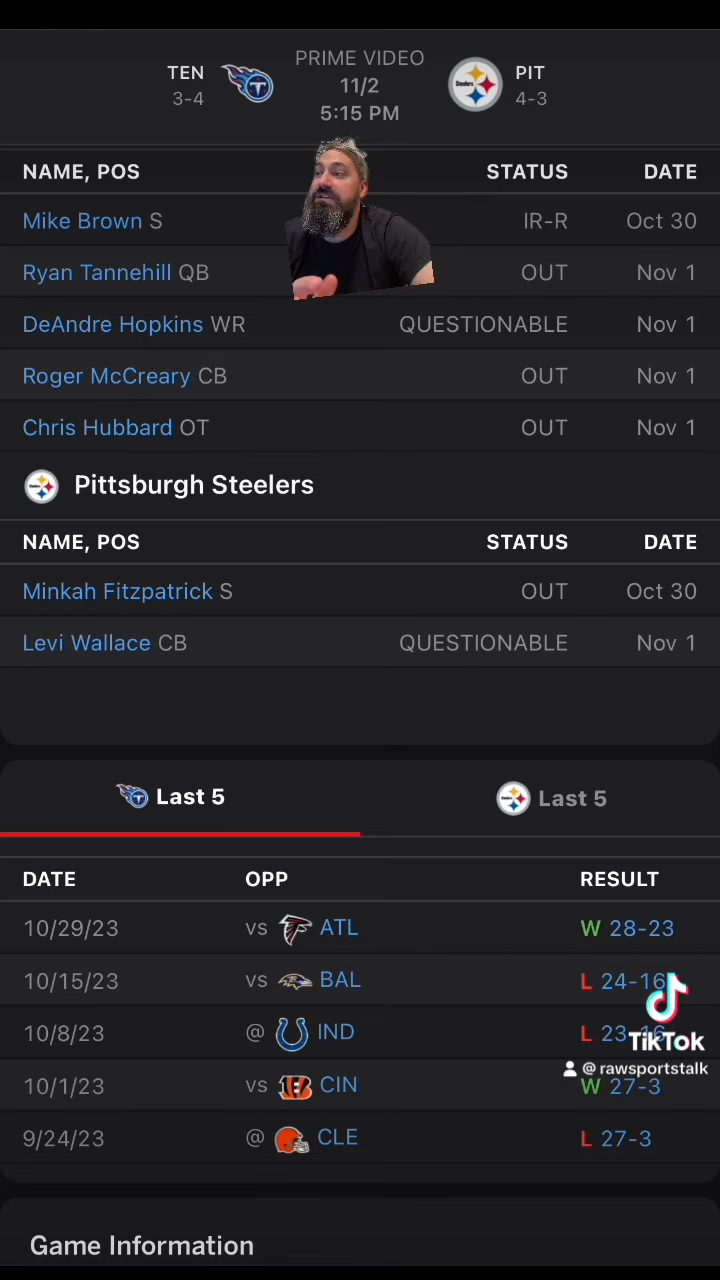 PRIME VIDEO
TEN 11/2 PIT
3-4 5:15 PM 4-3
NAME, POS STATUS DATE
Mike Brown S IR-R Oct 30
Ryan Tannehill QB OUT Nov 1
DeAndre Hopkins WR QUESTIONABLE Nov 1
Roger McCreary CB OUT Nov 1
Chris Hubbard OT OUT Nov 1
Pittsburgh Steelers
NAME, POS STATUS DATE
Minkah Fitzpatrick S OUT Oct 30
Levi Wallace CB QUESTIONABLE Nov 1
Last 5 Last 5
DATE OPP RESULT
10/29/23 vs ATL W 28-23
10/15/23 vs BAL L 24-16
10/8/23 @ IND L 23-16
TikTok
@rawsportstalk
10/1/23 vs CIN W 27-3
9/24/23 @ CLE L 27-3
Game Information